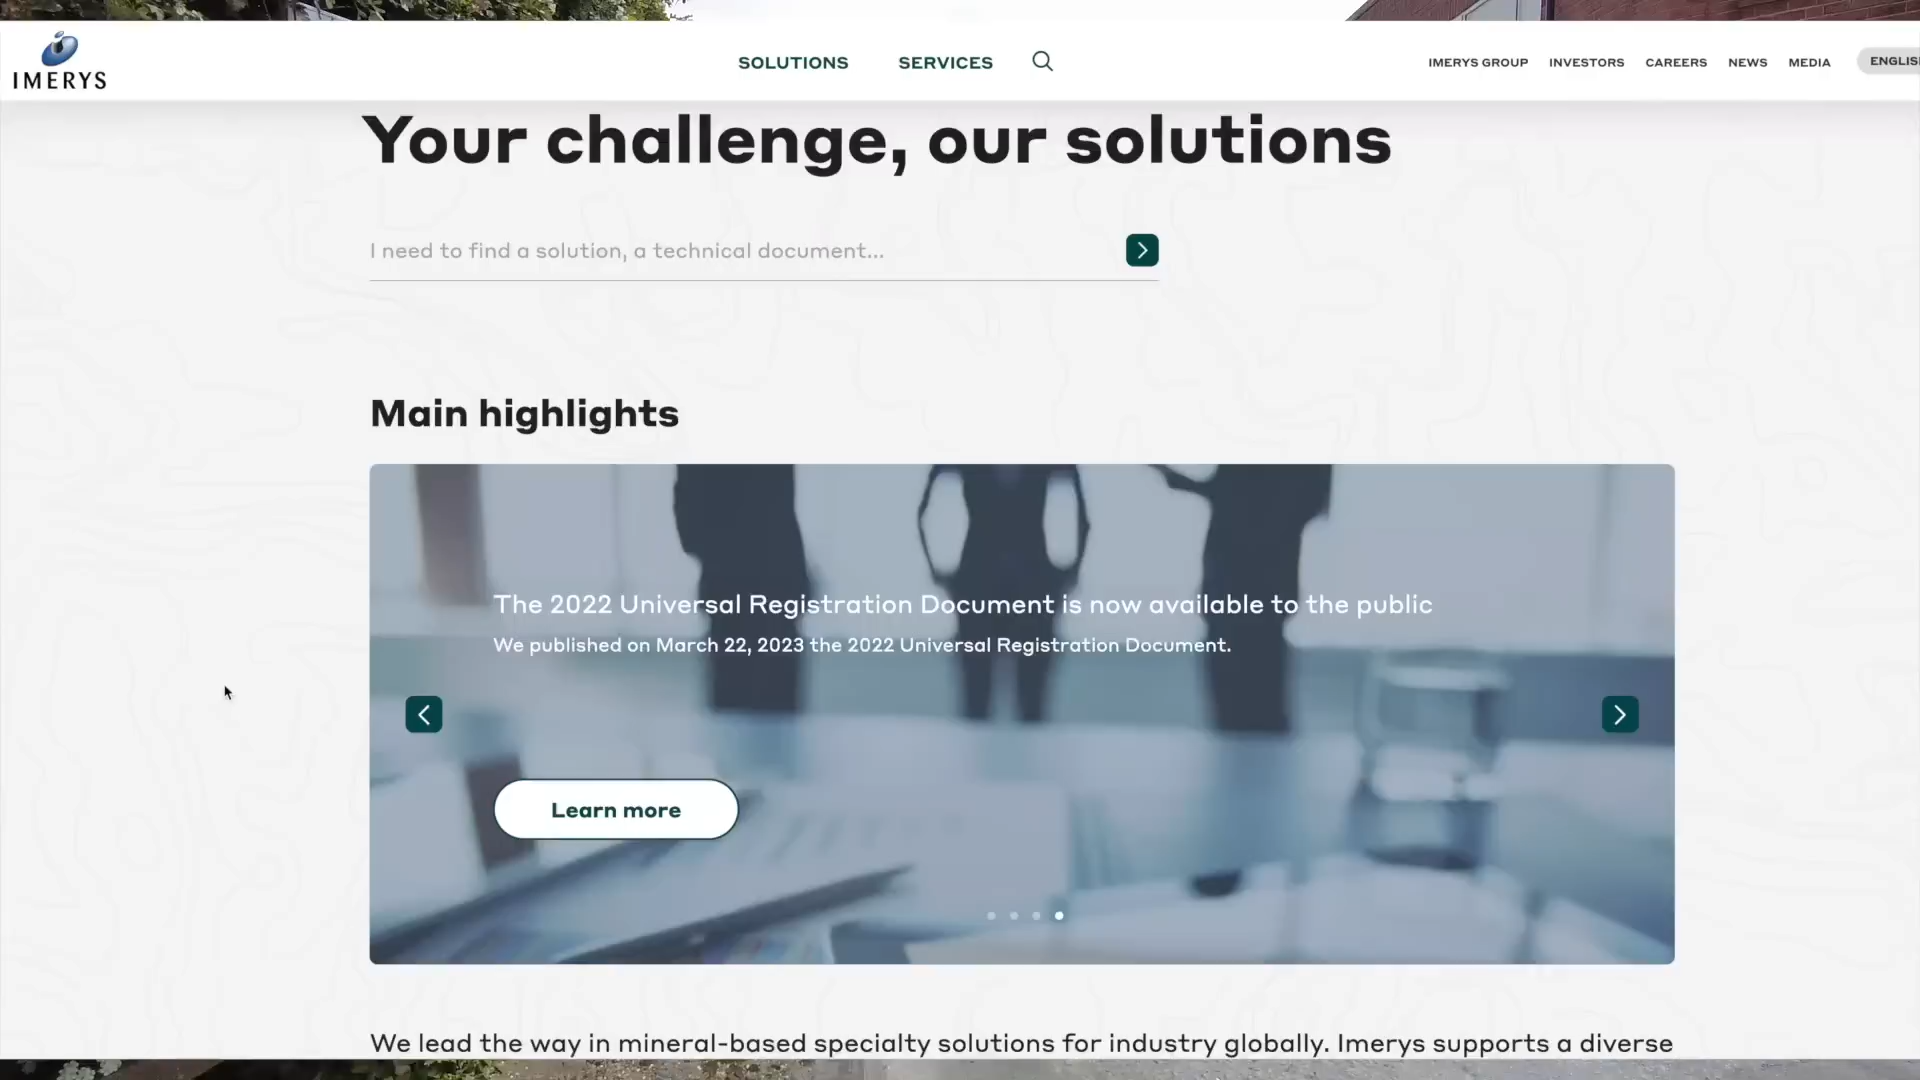 IMERYS
SOLUTIONS
SERVICES
IMERYS GROUP
INVESTORS
CAREERS
NEWS
MEDIA
Your challenge, our solutions
I need to find a solution, a technical document...
Main highlights
The 2022 Universal Registration Document is now available to the public
We published on March 22, 2023 the 2022 Universal Registration Document.
Learn more
We lead the way in mineral-based specialty solutions for industry globally. Imerys supports a diverse